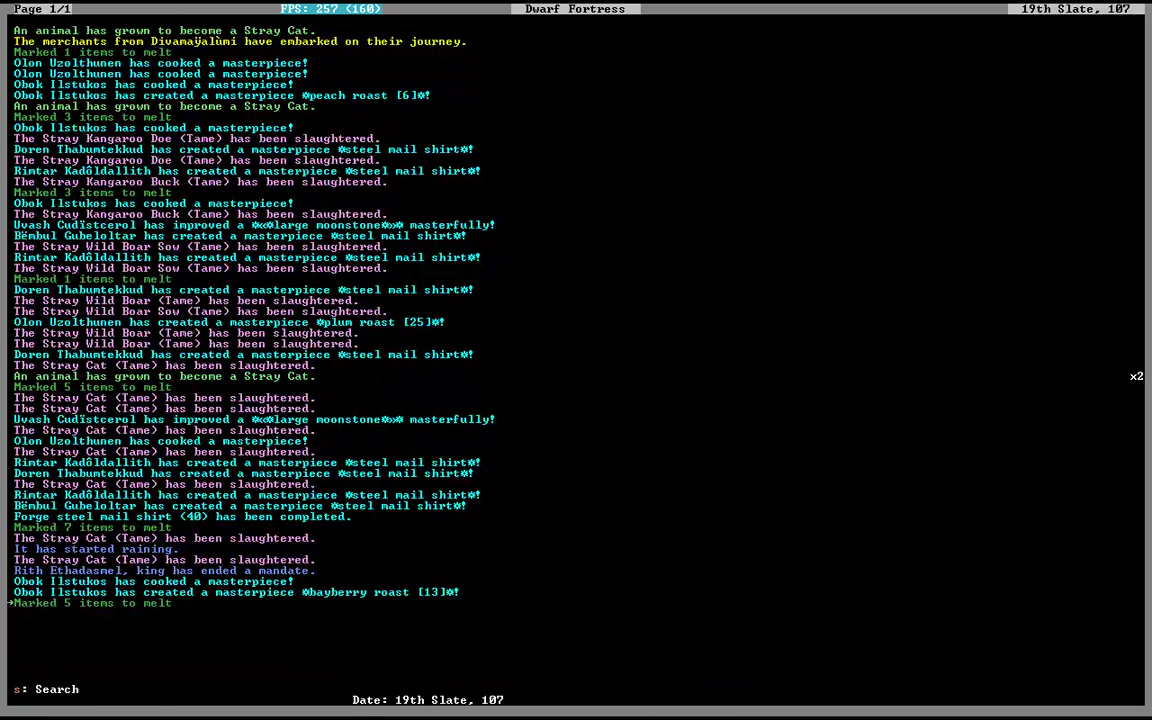 Page 1/1 FPS: 257 (160) Dwarf Fortress 19th Slate, 107
An animal has grown to become a Stray Cat.
The merchants from Divamaÿalùmi have embarked on their journey.
Marked 1 items to melt
Olon Uzolthunen has cooked a masterpiece!
Olon Uzolthunen has cooked a masterpiece!
Obok Ilstukos has cooked a masterpiece!
Obok Ilstukos has created a masterpiece ☼peach roast [6]☼!
An animal has grown to become a Stray Cat.
Marked 3 items to melt
Obok Ilstukos has cooked a masterpiece!
The Stray Kangaroo Doe (Tame) has been slaughtered.
Doren Thabumtekkud has created a masterpiece ☼steel mail shirt☼!
The Stray Kangaroo Doe (Tame) has been slaughtered.
Rimtar Kadôldallith has created a masterpiece ☼steel mail shirt☼!
The Stray Kangaroo Buck (Tame) has been slaughtered.
Marked 3 items to melt
Obok Ilstukos has cooked a masterpiece!
The Stray Kangaroo Buck (Tame) has been slaughtered.
Uvash Cudïstcerol has improved a ☼«☼large moonstone☼»☼ masterfully!
Bëmbul Gubeloltar has created a masterpiece ☼steel mail shirt☼!
The Stray Wild Boar Sow (Tame) has been slaughtered.
Rimtar Kadôldallith has created a masterpiece ☼steel mail shirt☼!
The Stray Wild Boar Sow (Tame) has been slaughtered.
Marked 1 items to melt
Doren Thabumtekkud has created a masterpiece ☼steel mail shirt☼!
The Stray Wild Boar (Tame) has been slaughtered.
The Stray Wild Boar Sow (Tame) has been slaughtered.
Olon Uzolthunen has created a masterpiece ☼plum roast [25]☼!
The Stray Wild Boar (Tame) has been slaughtered.
The Stray Wild Boar (Tame) has been slaughtered.
Doren Thabumtekkud has created a masterpiece ☼steel mail shirt☼!
The Stray Cat (Tame) has been slaughtered.
An animal has grown to become a Stray Cat. x2
Marked 5 items to melt
The Stray Cat (Tame) has been slaughtered.
The Stray Cat (Tame) has been slaughtered.
Uvash Cudïstcerol has improved a ☼«☼large moonstone☼»☼ masterfully!
The Stray Cat (Tame) has been slaughtered.
Olon Uzolthunen has cooked a masterpiece!
The Stray Cat (Tame) has been slaughtered.
Rimtar Kadôldallith has created a masterpiece ☼steel mail shirt☼!
Doren Thabumtekkud has created a masterpiece ☼steel mail shirt☼!
The Stray Cat (Tame) has been slaughtered.
Rimtar Kadôldallith has created a masterpiece ☼steel mail shirt☼!
Bëmbul Gubeloltar has created a masterpiece ☼steel mail shirt☼!
Forge steel mail shirt (40) has been completed.
Marked 7 items to melt
The Stray Cat (Tame) has been slaughtered.
It has started raining.
The Stray Cat (Tame) has been slaughtered.
Rith Ethadasmel, king has ended a mandate.
Obok Ilstukos has cooked a masterpiece!
Obok Ilstukos has created a masterpiece ☼bayberry roast [13]☼!
→Marked 5 items to melt
s: Search
Date: 19th Slate, 107